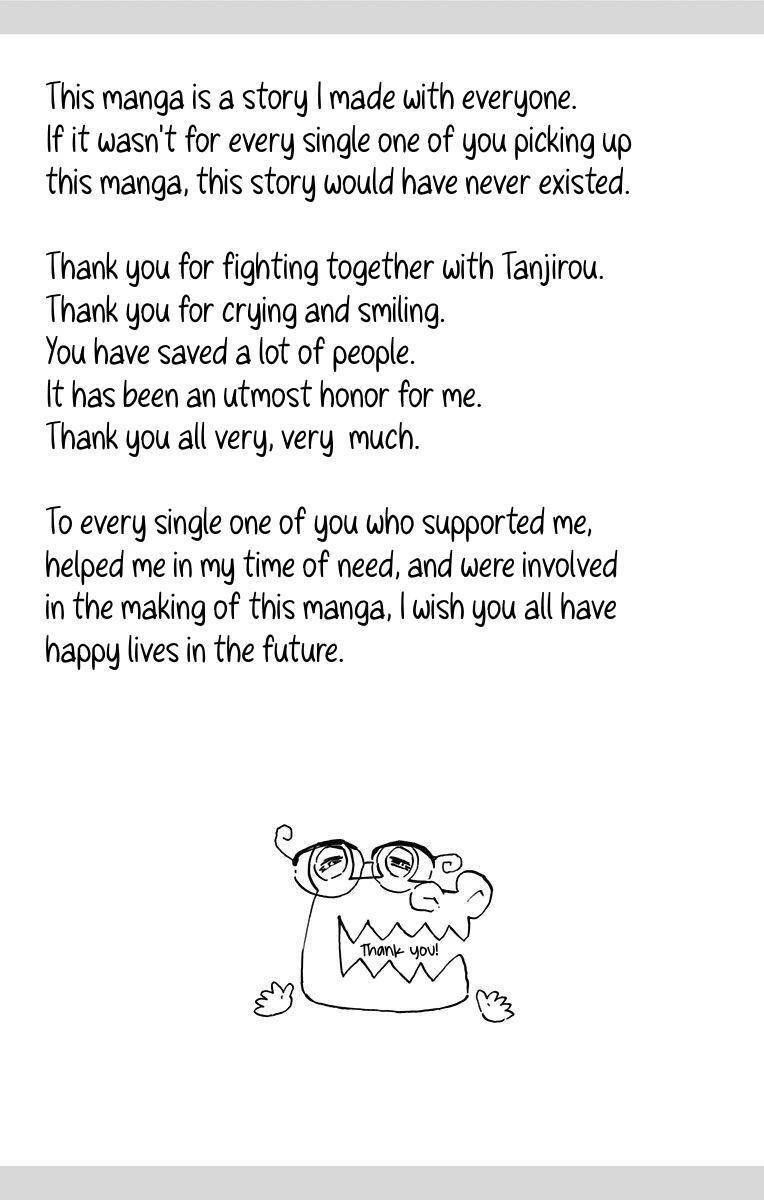 This manga is a story I made with everyone.
If it wasn't for every single one of you picking up
this manga, this story would have never existed.
Thank you for fighting together with Tanjirou.
Thank you for crying and smiling.
You have saved a lot of people.
It has been an utmost honor for me.
Thank you all very, very much.
To every single one of you who supported me,
helped me in my time of need, and were involved
in the making of this manga, I wish you all have
happy lives in the future.
Thank you!